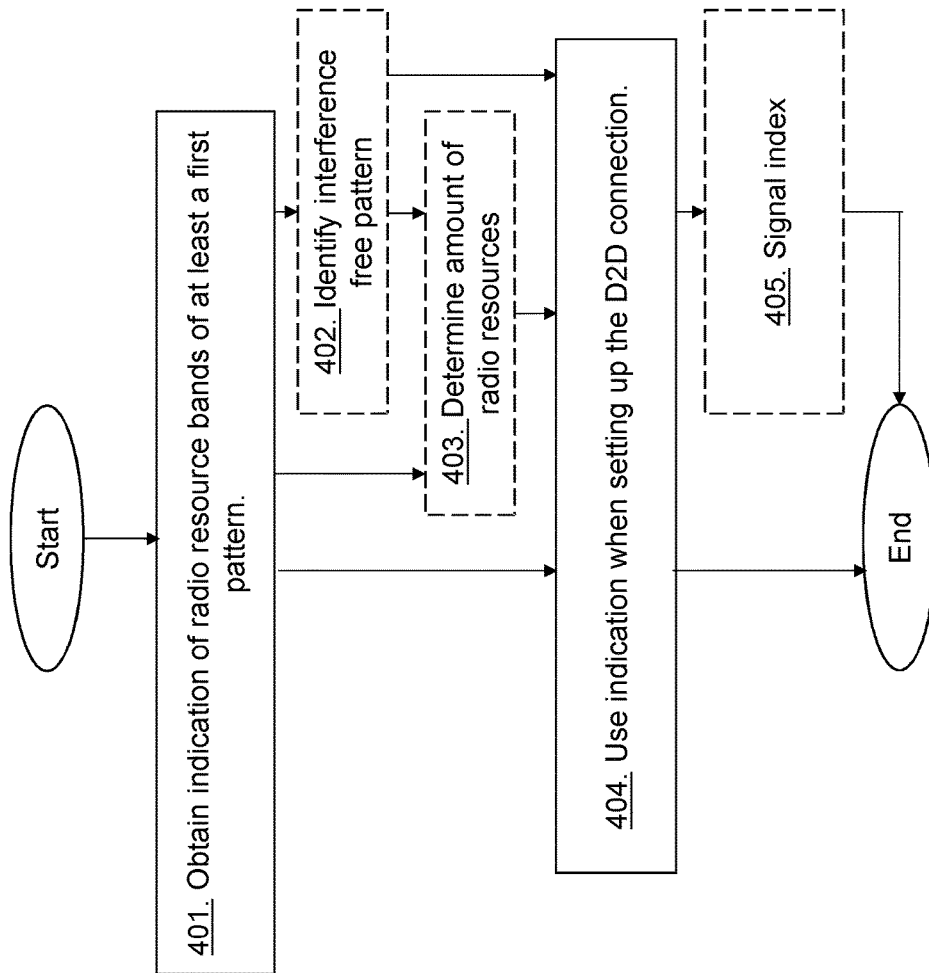 Start
401. Obtain indication of radio resource bands of at least a first
pattern.
402. Identify interference
free pattern
403. Determine amount of
radio resources
404. Use indication when setting up the D2D connection.
405. Signal index
End